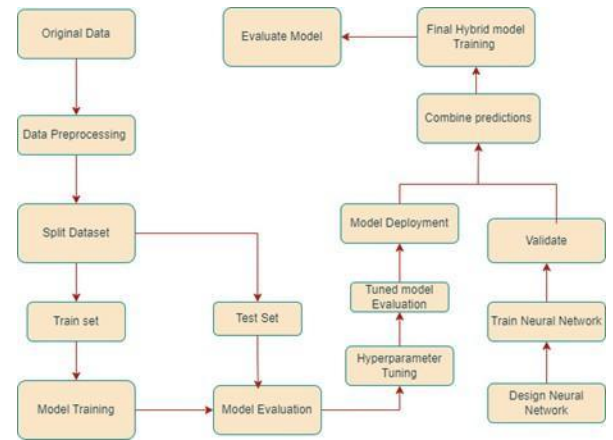 Original Data
Evaluate Model
Final Hybrid model
Training
Data Preprocessing
Combine predictions
Split Dataset
Model Deployment
Validate
Tuned model
Evaluation
Train set
Test Set
Train Neural Network
Hyperparameter
Tuning
Model Training
Model Evaluation
Design Neural
Network